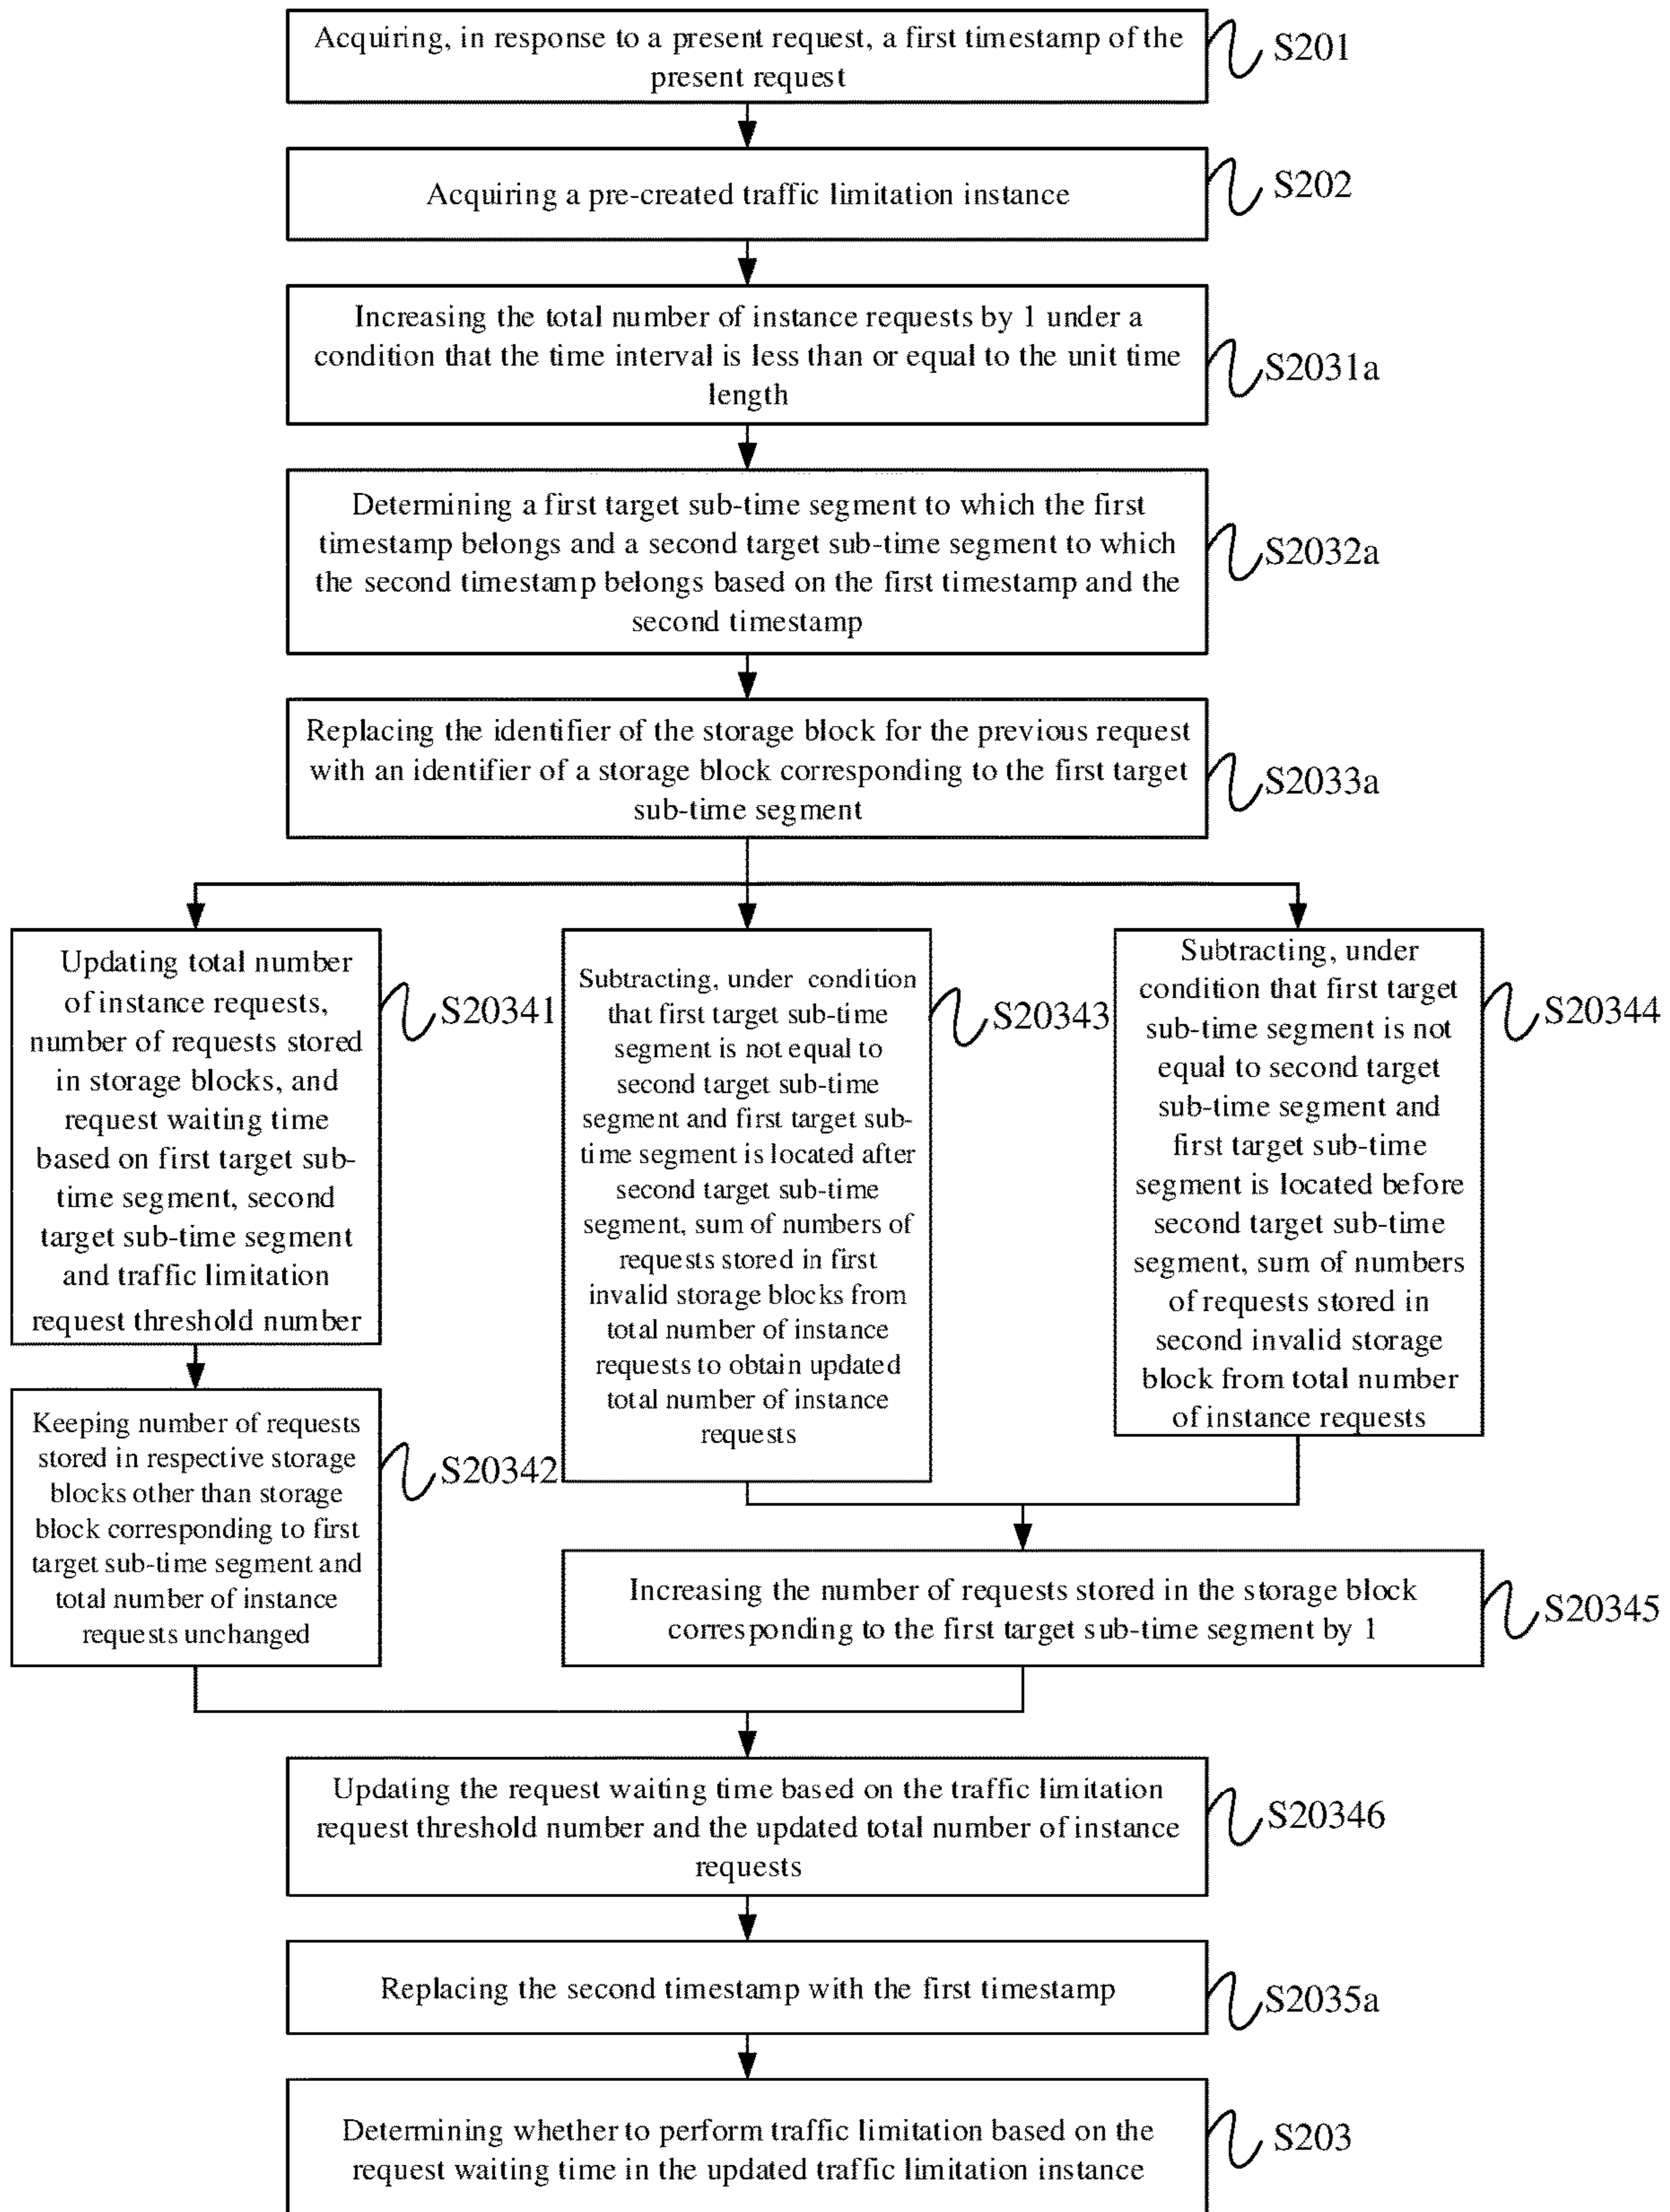 Acquiring, in response to a present request, a first timestamp of the
present request
S201
Acquiring a pre-created traffic limitation instance
S202
Increasing the total number of instance requests by 1 under a
condition that the time interval is less than or equal to the unit time
length
S2031a
Determining a first target sub-time segment to which the first
timestamp belongs and a second target sub-time segment to which
the second timestamp belongs based on the first timestamp and the
second timestamp
S2032a
Replacing the identifier of the storage block for the previous request
with an identifier of a storage block corresponding to the first target
sub-time segment
S2033a
Updating total number
of instance requests,
number of requests stored
in storage blocks, and
request waiting time
based on first target sub-
time segment, second
target sub-time segment
and traffic limitation
request threshold number
S20341
Keeping number of requests
stored in respective storage
blocks other than storage
block corresponding to first
target sub-time segment and
total number of instance
requests unchanged
S20342
Subtracting, under condition
that first target sub-time
segment is not equal to
second target sub-time
segment and first target sub-
time segment is located after
second target sub-time
segment, sum of numbers of
requests stored in first
invalid storage blocks from
total number of instance
requests to obtain updated
total number of instance
requests
S20343
Subtracting, under
condition that first target
sub-time segment is not
equal to second target
sub-time segment and
first target sub-time
segment is located before
second target sub-time
segment, sum of numbers
of requests stored in
second invalid storage
block from total number
of instance requests
S20344
Increasing the number of requests stored in the storage block
corresponding to the first target sub-time segment by 1
S20345
Updating the request waiting time based on the traffic limitation
request threshold number and the updated total number of instance
requests
S20346
Replacing the second timestamp with the first timestamp
S2035a
Determining whether to perform traffic limitation based on the
request waiting time in the updated traffic limitation instance
S203